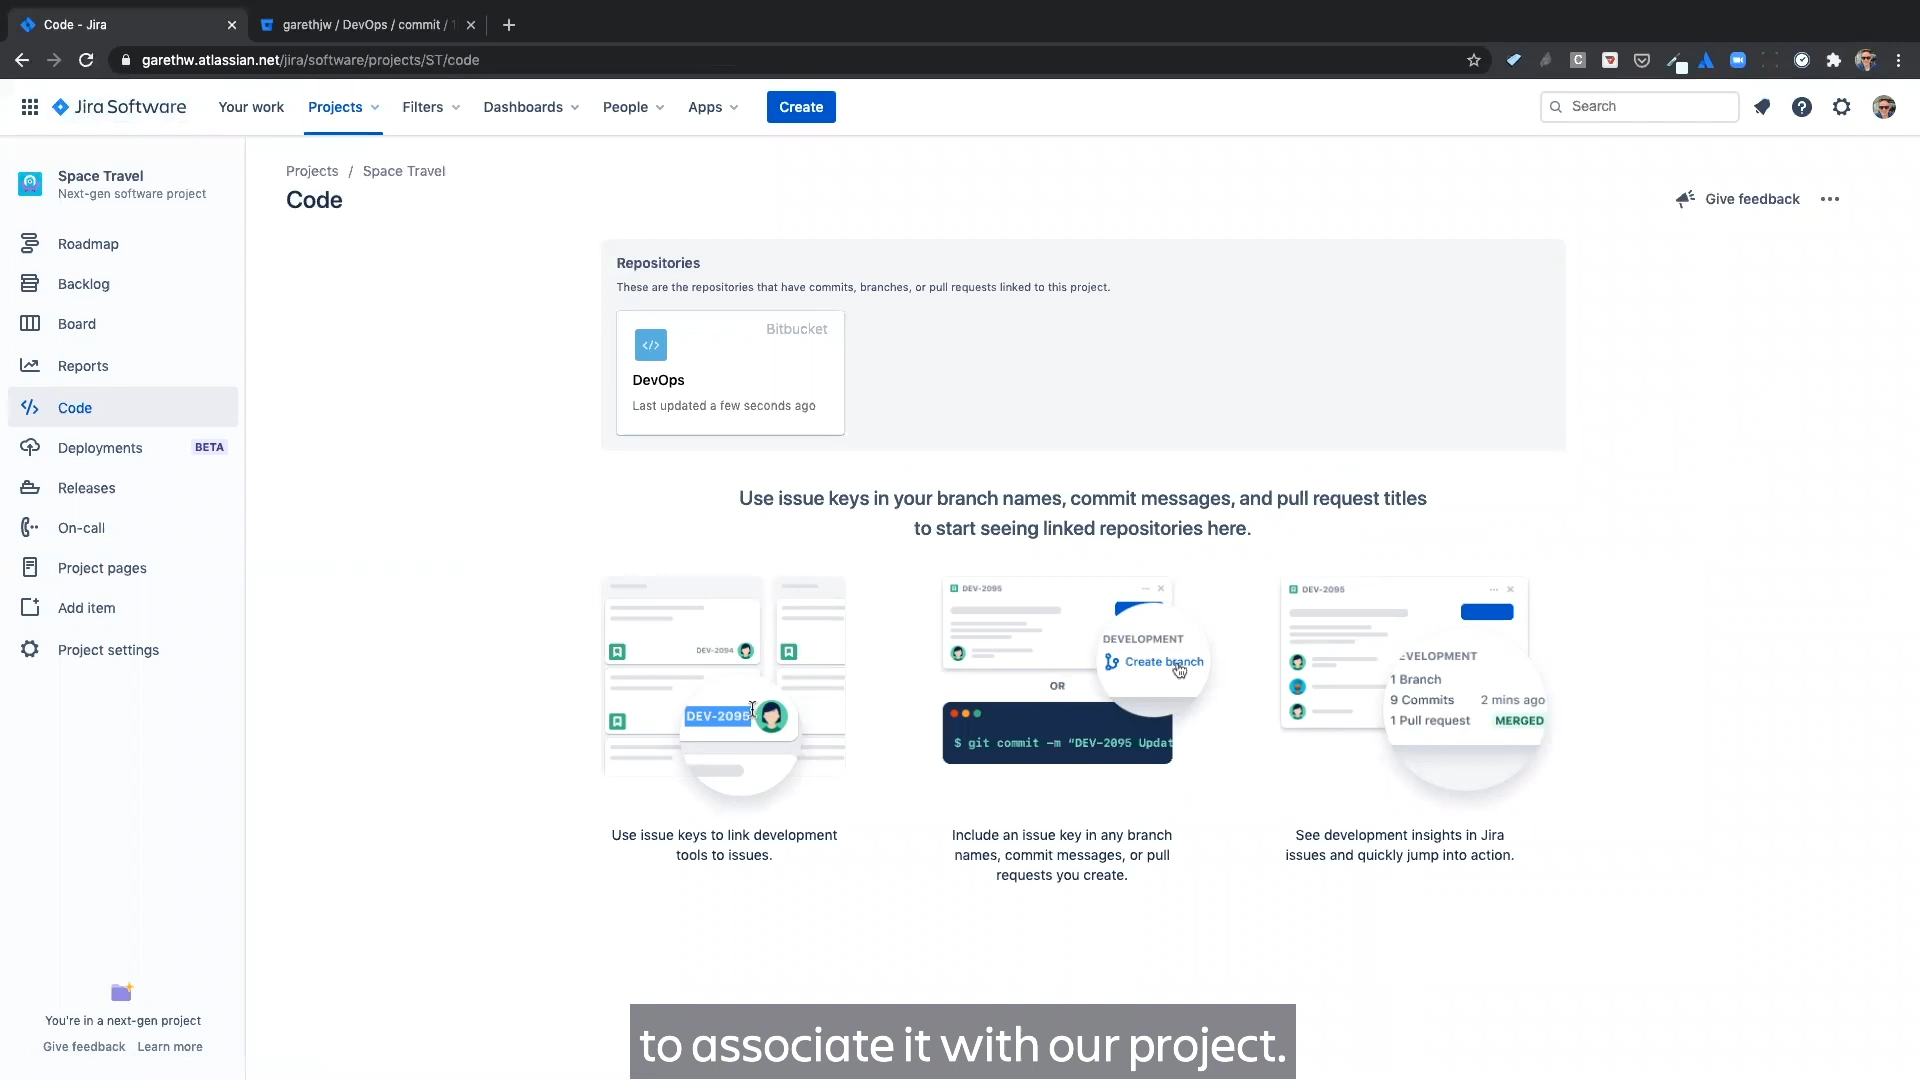 Code - Jira
garethjw / DevOps / commit /
garethw.atlassian.net/jira/software/projects/ST/code
Jira Software
Your work
Projects
Filters
Dashboards
People
Apps
Create
Search
Space Travel
Next-gen software project
Roadmap
Backlog
Board
Reports
Code
Deployments
BETA
Releases
On-call
Project pages
Add item
Project settings
You're in a next-gen project
Give feedback
Learn more
Projects / Space Travel
Code
Give feedback
Repositories
These are the repositories that have commits, branches, or pull requests linked to this project.
Bitbucket
</>
DevOps
Last updated a few seconds ago
Use issue keys in your branch names, commit messages, and pull request titles
to start seeing linked repositories here.
DEV-2094
DEV-2095
Use issue keys to link development
tools to issues.
DEV-2095
DEVELOPMENT
Create branch
OR
$ git commit -m "DEV-2095 Updat
Include an issue key in any branch
names, commit messages, or pull
requests you create.
DEV-2095
EVELOPMENT
1 Branch
9 Commits 2 mins ago
1 Pull request MERGED
See development insights in Jira
issues and quickly jump into action.
to associate it with our project.